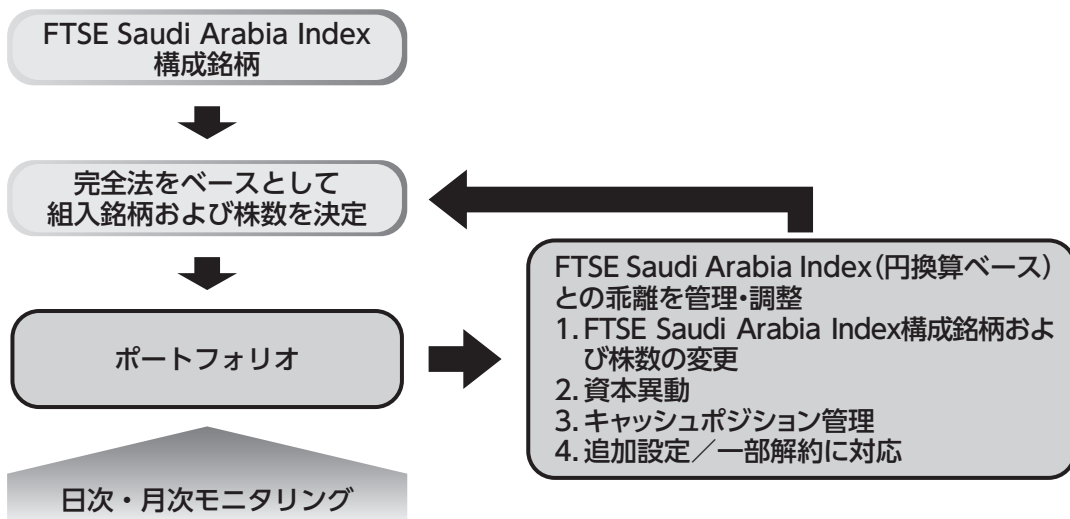 FTSE Saudi Arabia Index
構成銘柄
完全法をベースとして
組入銘柄および株数を決定
ポートフォリオ
日次・月次モニタリング
FTSE Saudi Arabia Index(円換算ベース)
との乖離を管理・調整
1. FTSE Saudi Arabia Index構成銘柄およ
び株数の変更
2. 資本異動
3. キャッシュポジション管理
4. 追加設定／一部解約に対応